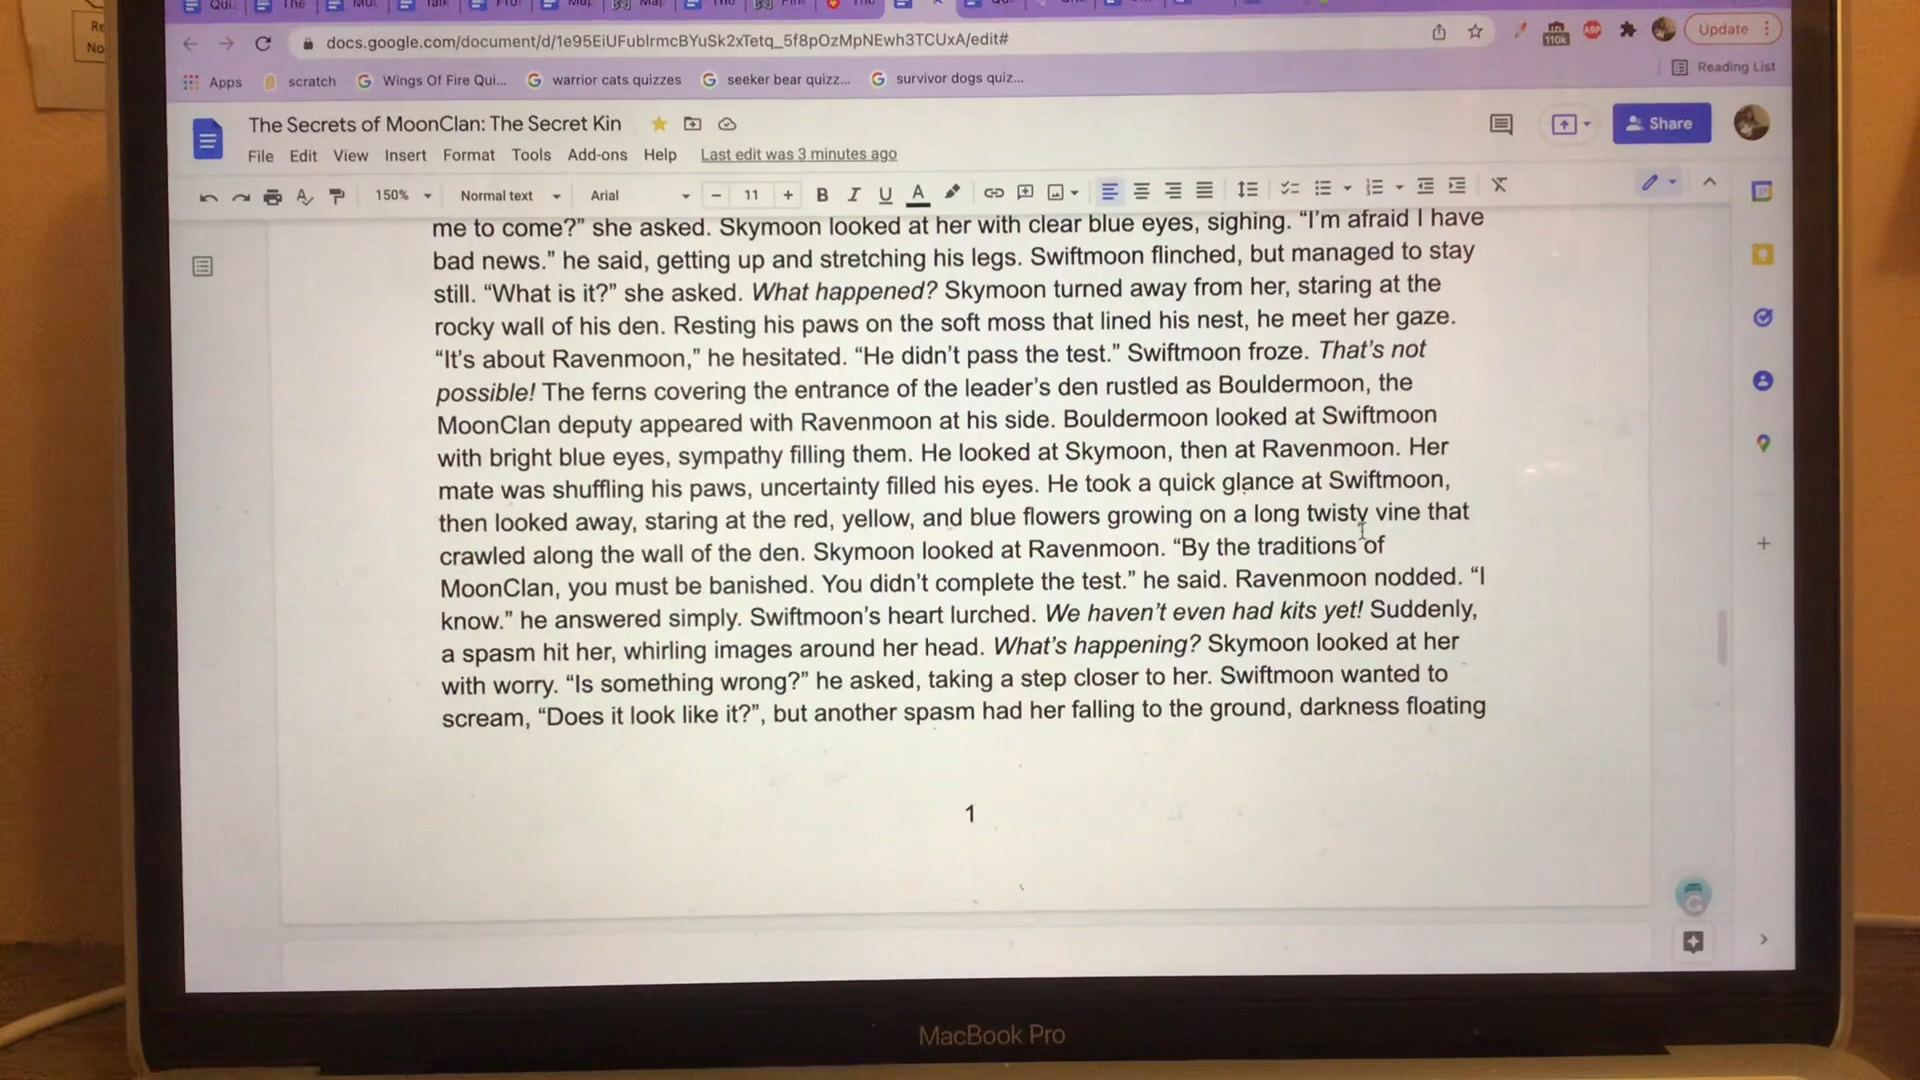 Re
No
docs.google.com/document/d/1e95EiUFublrmcBYuSk2xTetq_5f8pOzMpNEwh3TCUxA/edit#
110k
ABP
Update
Apps
scratch
Wings Of Fire Qui...
warrior cats quizzes
seeker bear quizz...
survivor dogs quiz...
Reading List
The Secrets of MoonClan: The Secret Kin
Share
File Edit View Insert Format Tools Add-ons Help Last edit was 3 minutes ago
150% Normal text Arial − 11 + B I U A
me to come?” she asked. Skymoon looked at her with clear blue eyes, sighing. “I’m afraid I have
bad news.” he said, getting up and stretching his legs. Swiftmoon flinched, but managed to stay
still. “What is it?” she asked. What happened? Skymoon turned away from her, staring at the
rocky wall of his den. Resting his paws on the soft moss that lined his nest, he meet her gaze.
“It’s about Ravenmoon,” he hesitated. “He didn’t pass the test.” Swiftmoon froze. That’s not
possible! The ferns covering the entrance of the leader’s den rustled as Bouldermoon, the
MoonClan deputy appeared with Ravenmoon at his side. Bouldermoon looked at Swiftmoon
with bright blue eyes, sympathy filling them. He looked at Skymoon, then at Ravenmoon. Her
mate was shuffling his paws, uncertainty filled his eyes. He took a quick glance at Swiftmoon,
then looked away, staring at the red, yellow, and blue flowers growing on a long twisty vine that
crawled along the wall of the den. Skymoon looked at Ravenmoon. “By the traditions of
MoonClan, you must be banished. You didn’t complete the test.” he said. Ravenmoon nodded. “I
know.” he answered simply. Swiftmoon’s heart lurched. We haven’t even had kits yet! Suddenly,
a spasm hit her, whirling images around her head. What’s happening? Skymoon looked at her
with worry. “Is something wrong?” he asked, taking a step closer to her. Swiftmoon wanted to
scream, “Does it look like it?”, but another spasm had her falling to the ground, darkness floating
1
MacBook Pro